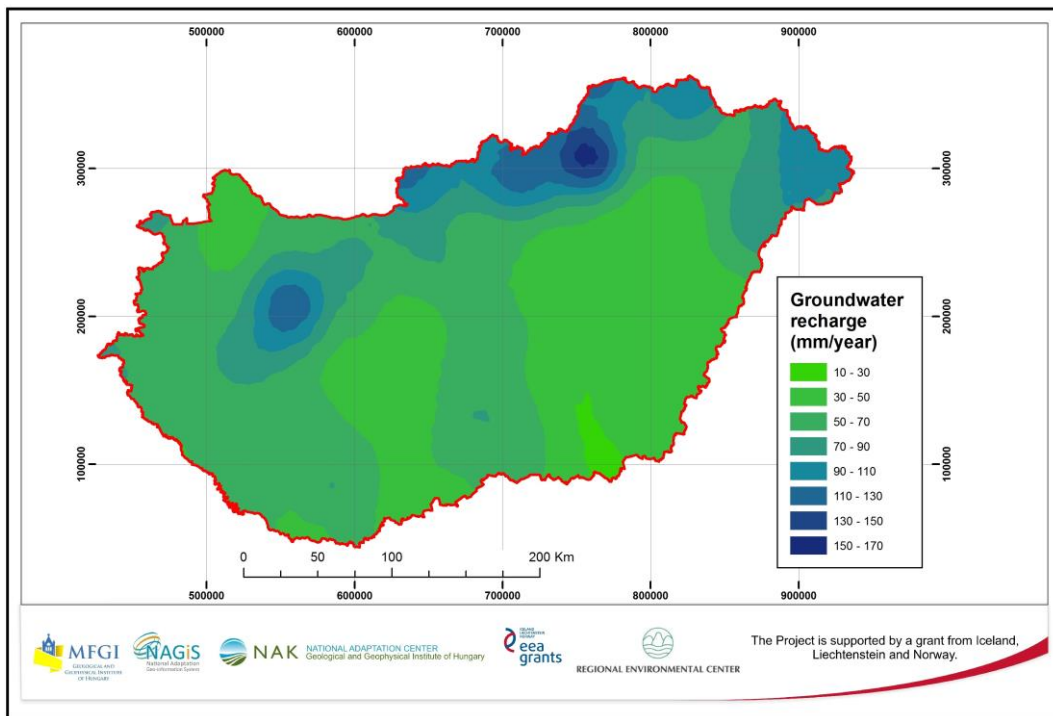 500000 600000 700000 800000 900000
300000 300000
200000 200000
100000 100000
Groundwater
recharge
(mm/year)
10 - 30
30 - 50
50 - 70
70 - 90
90 - 110
110 - 130
130 - 150
150 - 170
0 50 100 200 Km
500000 600000 700000 800000 900000
MFGI
GEOLOGICAL AND
GEOPHYSICAL INSTITUTE
OF HUNGARY
NAGiS
National Adaptation
Geo-information System
NAK
NATIONAL ADAPTATION CENTER
Geological and Geophysical Institute of Hungary
ICELAND
LIECHTENSTEIN
NORWAY
eea
grants
REGIONAL ENVIRONMENTAL CENTER
The Project is supported by a grant from Iceland,
Liechtenstein and Norway.